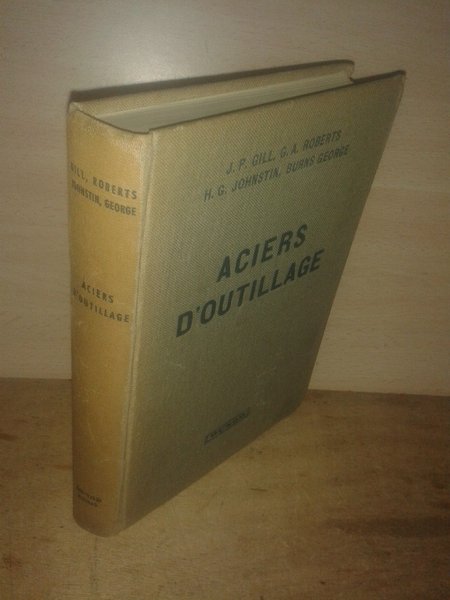 GILL, ROBERTS
JOHNSTIN, GEORGE
ACIERS
D'OUTILLAGE
J. P. GILL, G. A. ROBERTS
H. G. JOHNSTIN, BURNS GEORGE
ACIERS
D'OUTILLAGE